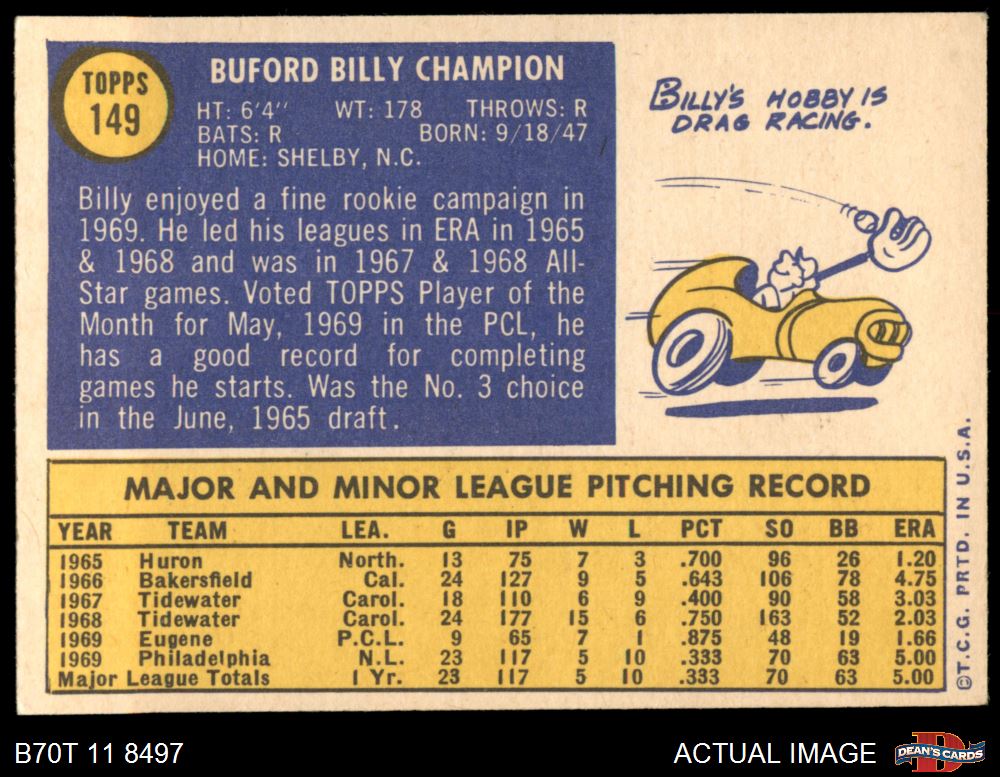 TOPPS
149
BUFORD BILLY CHAMPION
HT: 6'4" WT: 178 THROWS: R
BATS: R BORN: 9/18/47
HOME: SHELBY, N.C.
Billy enjoyed a fine rookie campaign in
1969. He led his leagues in ERA in 1965
& 1968 and was in 1967 & 1968 All-
Star games. Voted TOPPS Player of the
Month for May, 1969 in the PCL, he
has a good record for completing
games he starts. Was the No. 3 choice
in the June, 1965 draft.
BILLY'S HOBBY IS
DRAG RACING.
MAJOR AND MINOR LEAGUE PITCHING RECORD
YEAR TEAM LEA. G IP W L PCT SO BB ERA
1965 Huron North. 13 75 7 3 .700 96 26 1.20
1966 Bakersfield Cal. 24 127 9 5 .643 106 78 4.75
1967 Tidewater Carol. 18 110 6 9 .400 90 58 3.03
1968 Tidewater Carol. 24 177 15 6 .750 163 52 2.03
1969 Eugene P.C.L. 9 65 7 1 .875 48 19 1.66
1969 Philadelphia N.L. 23 117 5 10 .333 70 63 5.00
Major League Totals 1 Yr. 23 117 5 10 .333 70 63 5.00
©T.C.G. PRTD. IN U.S.A.
B70T 11 8497
ACTUAL IMAGE
D
DEAN'S CARDS